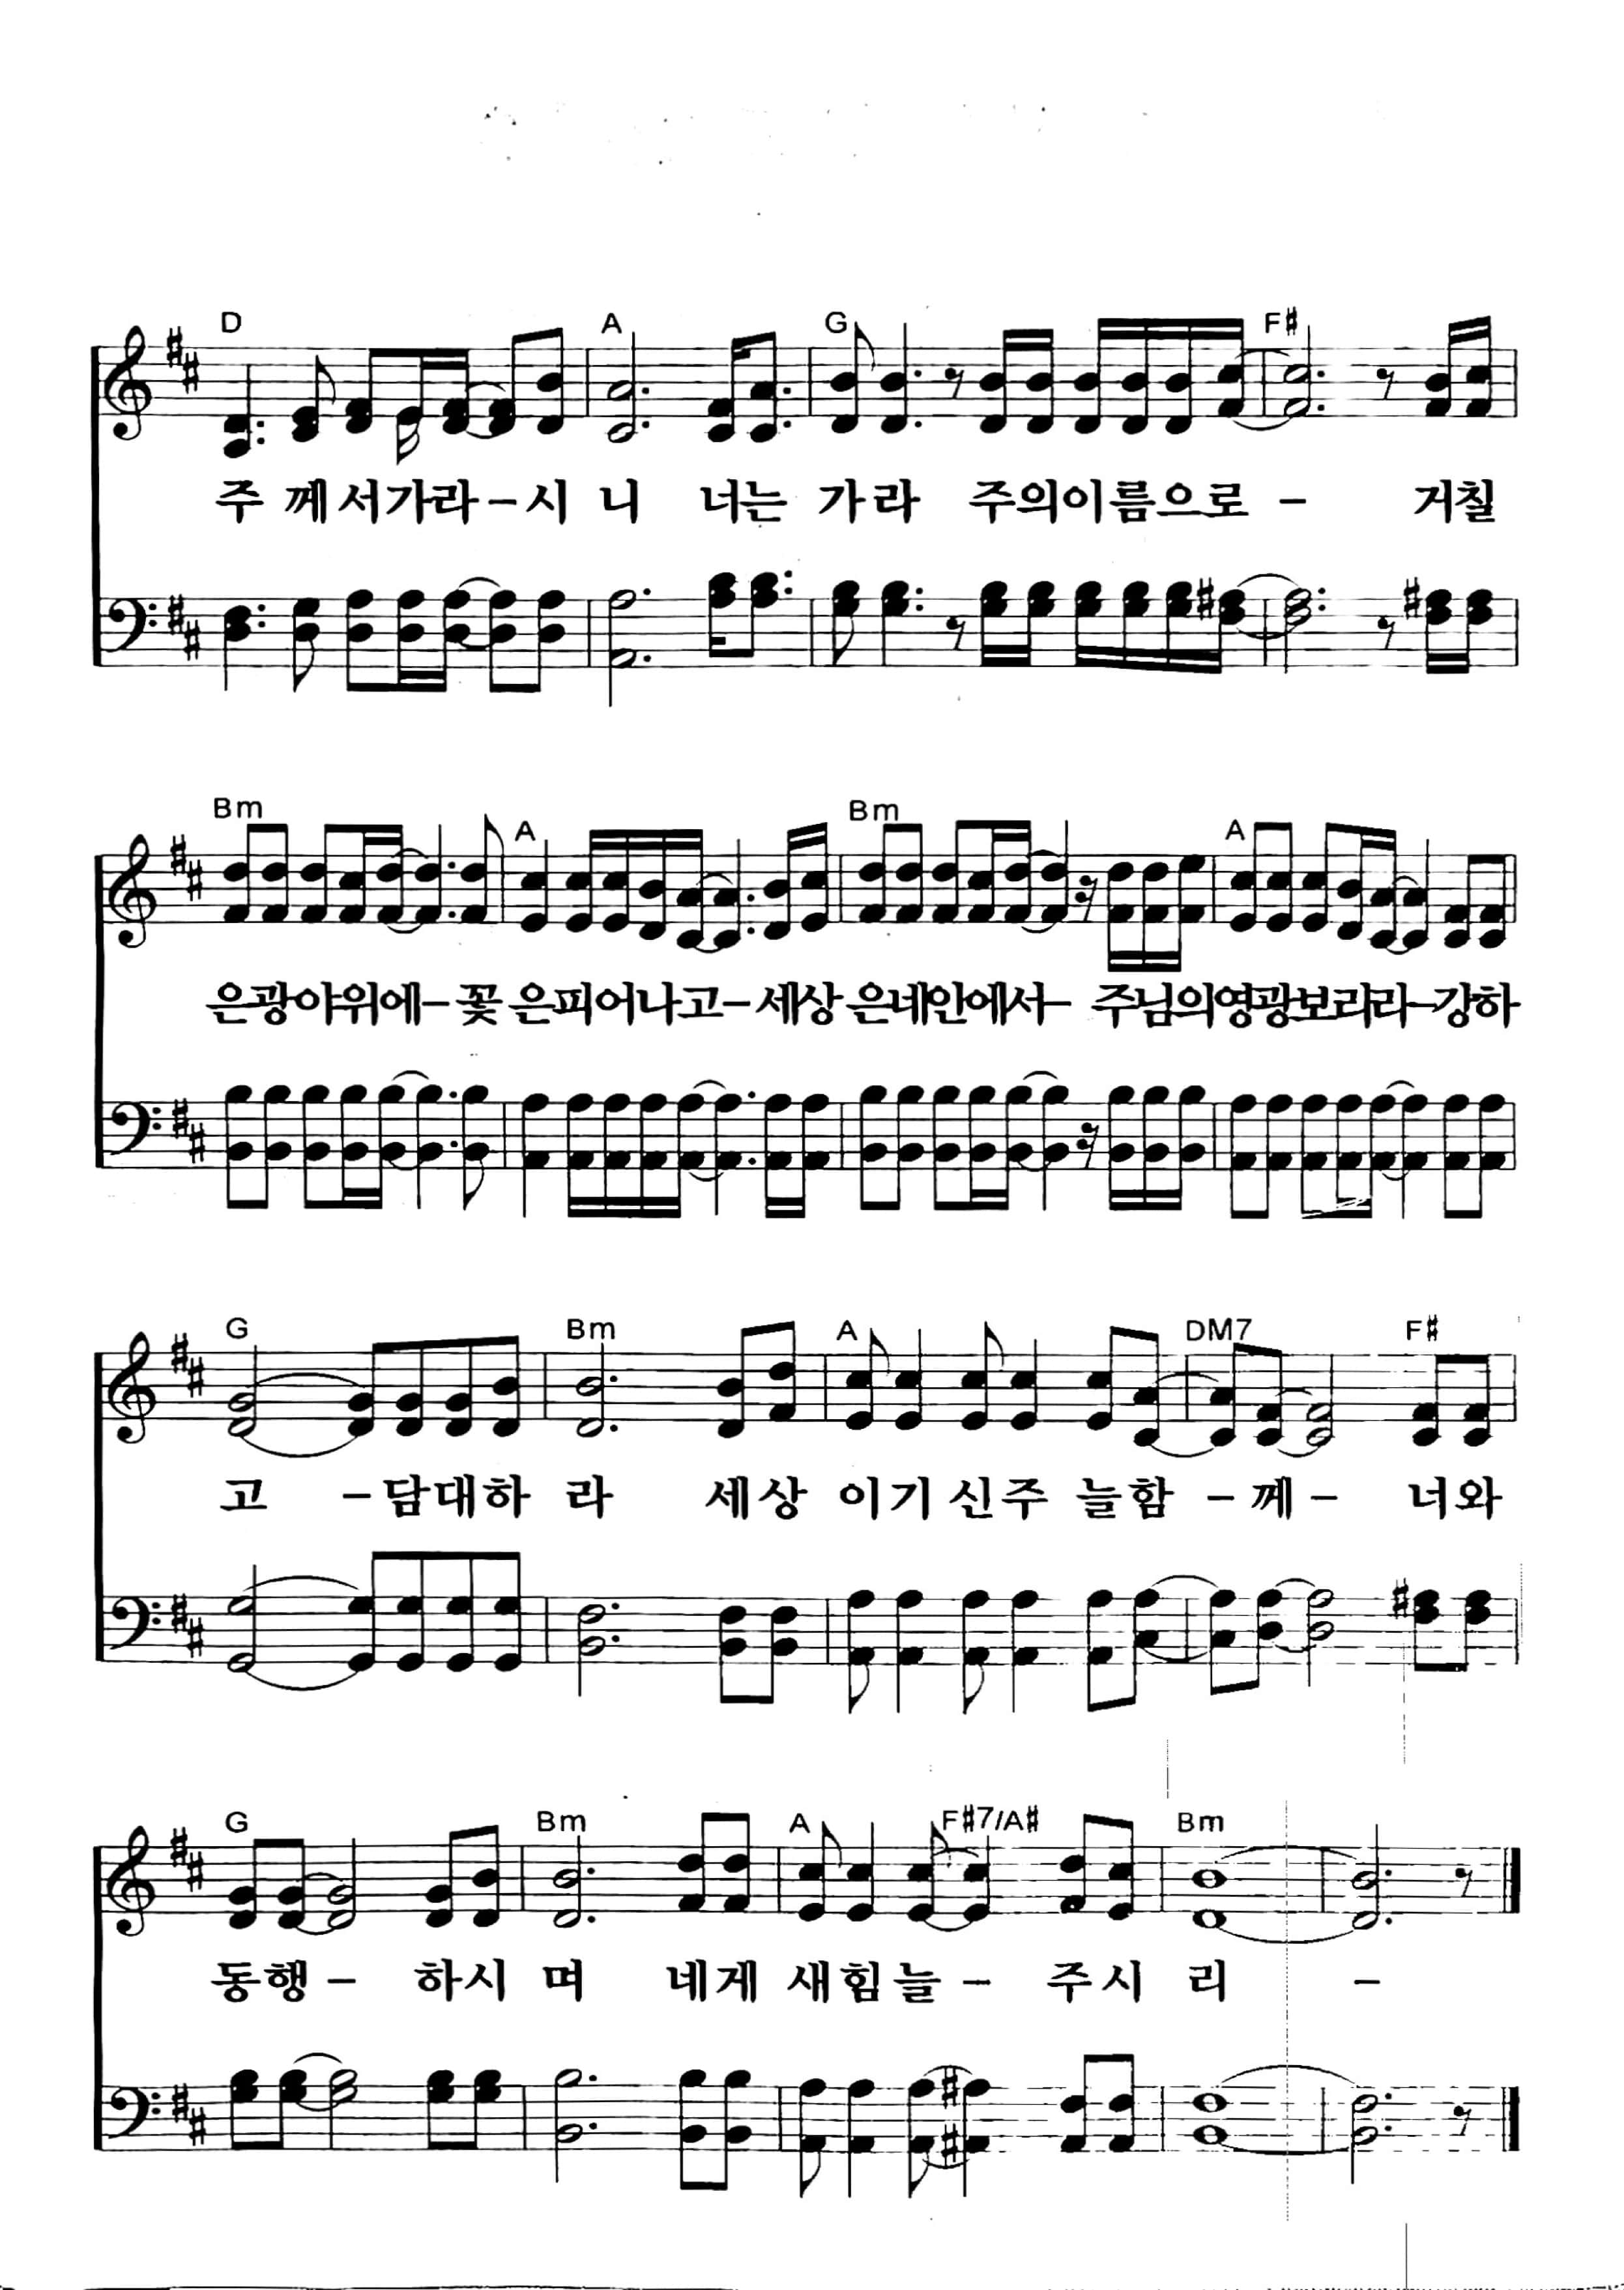 D A G F#
주 께서가라-시 니 너는 가라 주의이름으로 - 거칠
Bm A Bm A
은광야위에-꽃 은피어나고-세상 은네안에서- 주님의영광보리라-강하
G Bm A DM7 F#
고 -담대하 라 세상 이기 신주 늘함 -께- 너와
G Bm A F#7/A# Bm
동행- 하시 며 네게 새힘늘- 주시 리 -